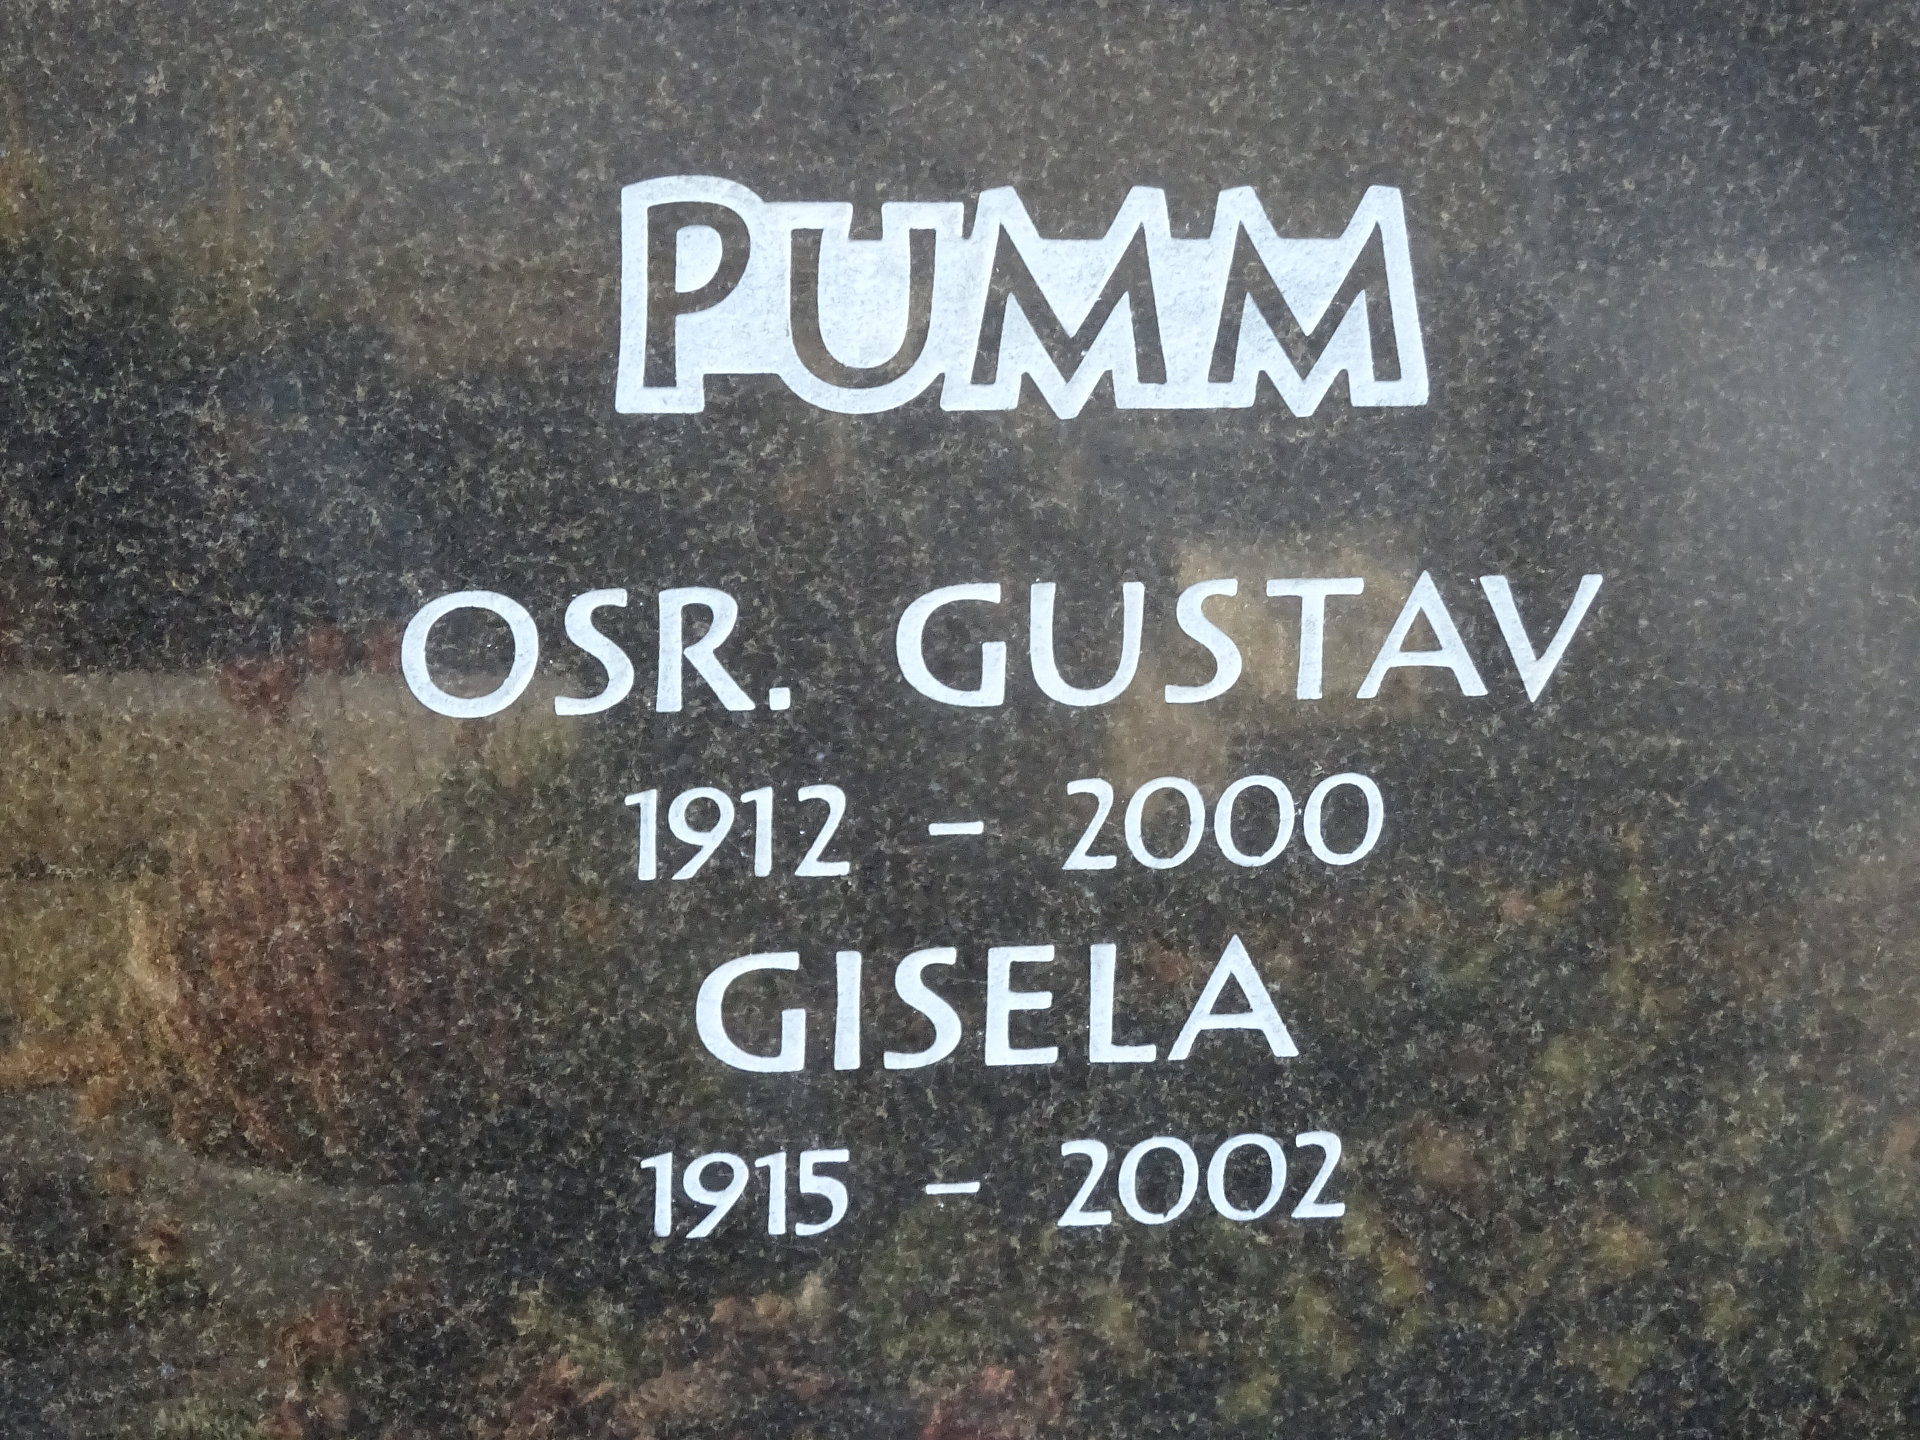 PUMM
OSR. GUSTAV
1912 – 2000
GISELA
1915 – 2002